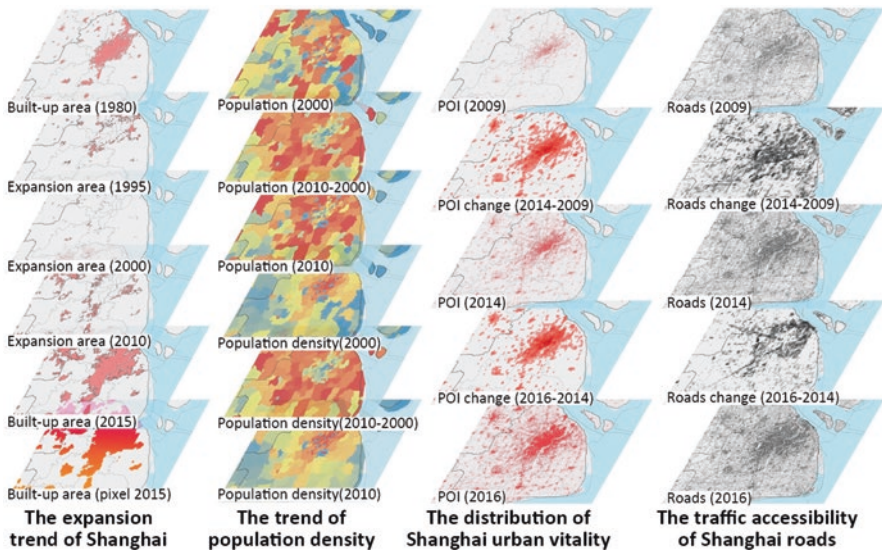 Built-up area (1980)
Expansion area (1995)
Expansion area (2000)
Expansion area (2010)
Built-up area (2015)
Built-up area (pixel 2015)
The expansion
trend of Shanghai
Population (2000)
Population (2010-2000)
Population (2010)
Population density(2000)
Population density(2010-2000)
Population density(2010)
The trend of
population density
POI (2009)
POI change (2014-2009)
POI (2014)
POI change (2016-2014)
POI (2016)
The distribution of
Shanghai urban vitality
Roads (2009)
Roads change (2014-2009)
Roads (2014)
Roads change (2016-2014)
Roads (2016)
The traffic accessibility
of Shanghai roads